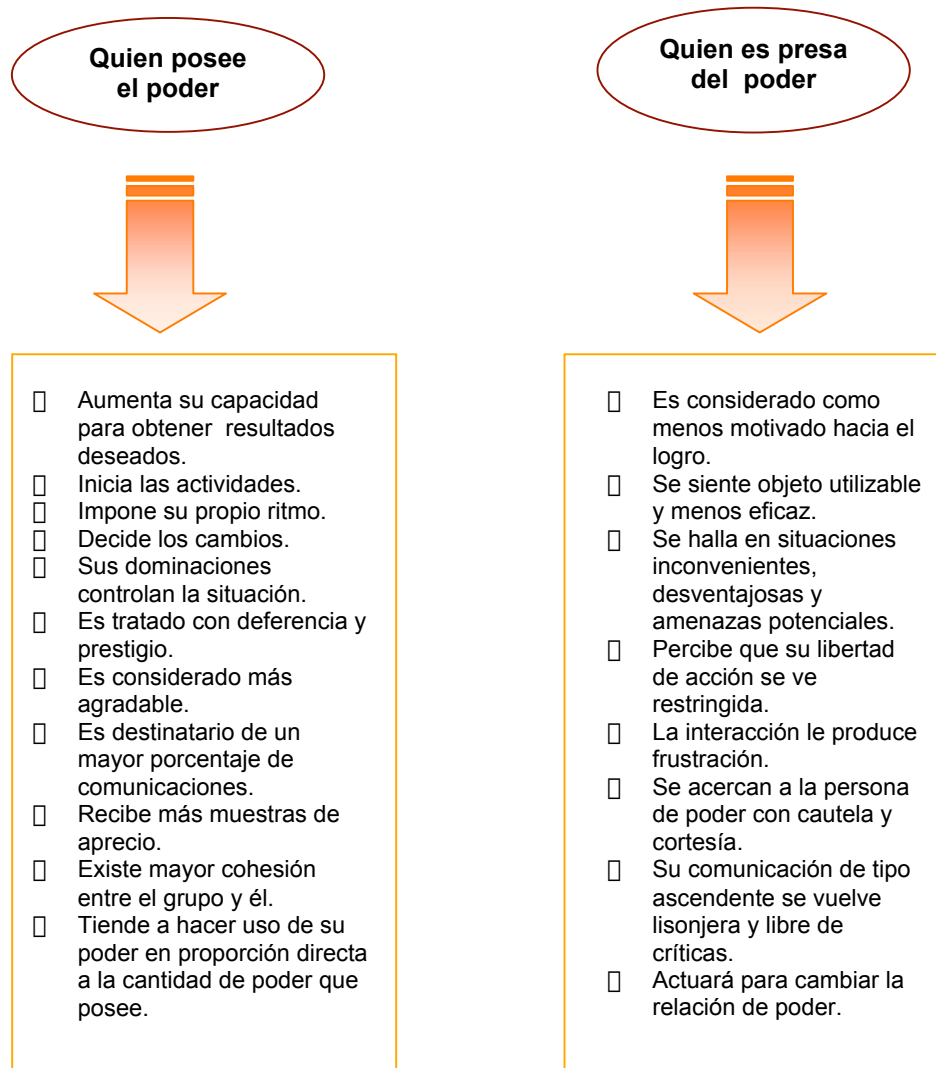 Quien posee
el poder
Aumenta su capacidad
para obtener resultados
deseados.
Inicia las actividades.
Impone su propio ritmo.
Decide los cambios.
Sus dominaciones
controlan la situación.
Es tratado con deferencia y
prestigio.
Es considerado más
agradable.
Es destinatario de un
mayor porcentaje de
comunicaciones.
Recibe más muestras de
aprecio.
Existe mayor cohesión
entre el grupo y él.
Tiende a hacer uso de su
poder en proporción directa
a la cantidad de poder que
posee.
Quien es presa
del poder
Es considerado como
menos motivado hacia el
logro.
Se siente objeto utilizable
y menos eficaz.
Se halla en situaciones
inconvenientes,
desventajosas y
amenazas potenciales.
Percibe que su libertad
de acción se ve
restringida.
La interacción le produce
frustración.
Se acercan a la persona
de poder con cautela y
cortesía.
Su comunicación de tipo
ascendente se vuelve
lisonjera y libre de
críticas.
Actuará para cambiar la
relación de poder.